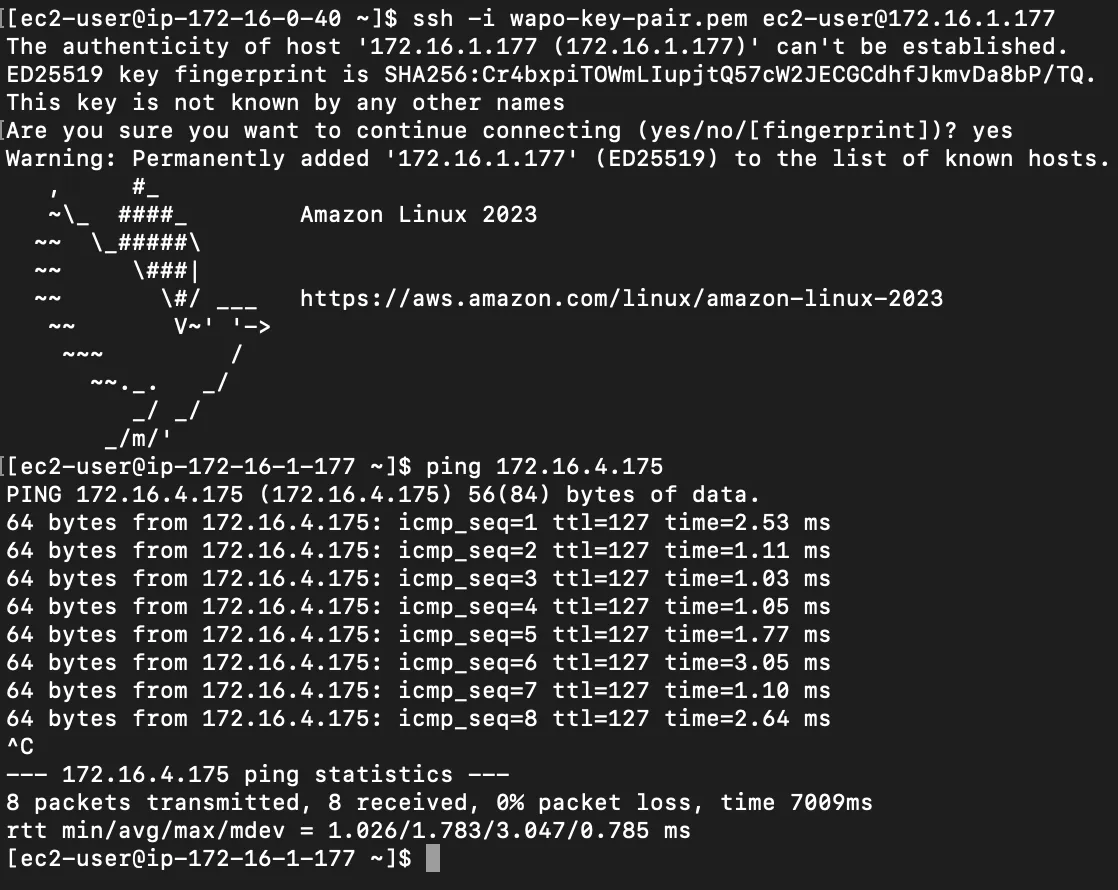 [[ec2-user@ip-172-16-0-40 ~]$ ssh -i wapo-key-pair.pem ec2-user@172.16.1.177
The authenticity of host '172.16.1.177 (172.16.1.177)' can't be established.
ED25519 key fingerprint is SHA256:Cr4bxpiTOWmLIupjtQ57cW2JECGCdhfJkmvDa8bP/TQ.
This key is not known by any other names
[Are you sure you want to continue connecting (yes/no/[fingerprint])? yes
Warning: Permanently added '172.16.1.177' (ED25519) to the list of known hosts.
   ,     #_
   ~\_  ####_        Amazon Linux 2023
  ~~  \_#####\
  ~~     \###|
  ~~       \#/ ___   https://aws.amazon.com/linux/amazon-linux-2023
   ~~       V~' '->
    ~~~         /
      ~~._.   _/
         _/ _/
       _/m/'
[[ec2-user@ip-172-16-1-177 ~]$ ping 172.16.4.175
PING 172.16.4.175 (172.16.4.175) 56(84) bytes of data.
64 bytes from 172.16.4.175: icmp_seq=1 ttl=127 time=2.53 ms
64 bytes from 172.16.4.175: icmp_seq=2 ttl=127 time=1.11 ms
64 bytes from 172.16.4.175: icmp_seq=3 ttl=127 time=1.03 ms
64 bytes from 172.16.4.175: icmp_seq=4 ttl=127 time=1.05 ms
64 bytes from 172.16.4.175: icmp_seq=5 ttl=127 time=1.77 ms
64 bytes from 172.16.4.175: icmp_seq=6 ttl=127 time=3.05 ms
64 bytes from 172.16.4.175: icmp_seq=7 ttl=127 time=1.10 ms
64 bytes from 172.16.4.175: icmp_seq=8 ttl=127 time=2.64 ms
^C
--- 172.16.4.175 ping statistics ---
8 packets transmitted, 8 received, 0% packet loss, time 7009ms
rtt min/avg/max/mdev = 1.026/1.783/3.047/0.785 ms
[ec2-user@ip-172-16-1-177 ~]$